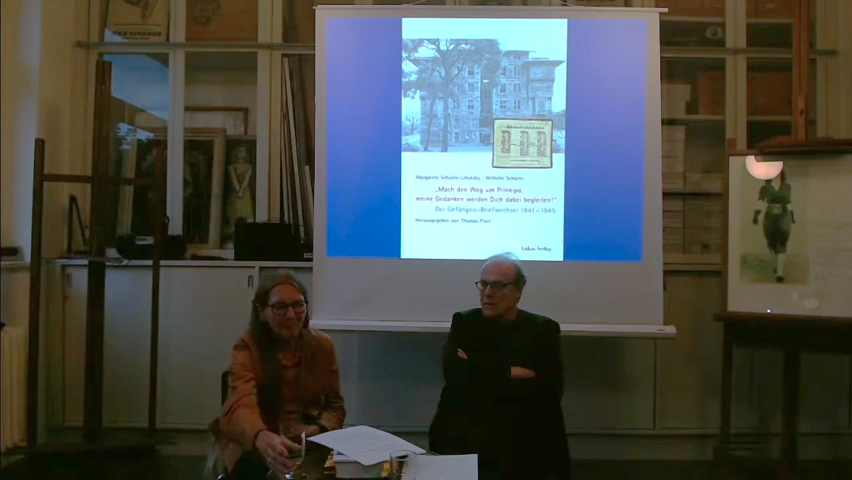 Margarete Schütte-Lihotzky | Wilhelm Schütte
„Mach den Weg um Prinkipo,
meine Gedanken werden Dich dabei begleiten!"
Der Gefängnis-Briefwechsel 1941–1945
Herausgegeben von Thomas Flierl
Lukas Verlag